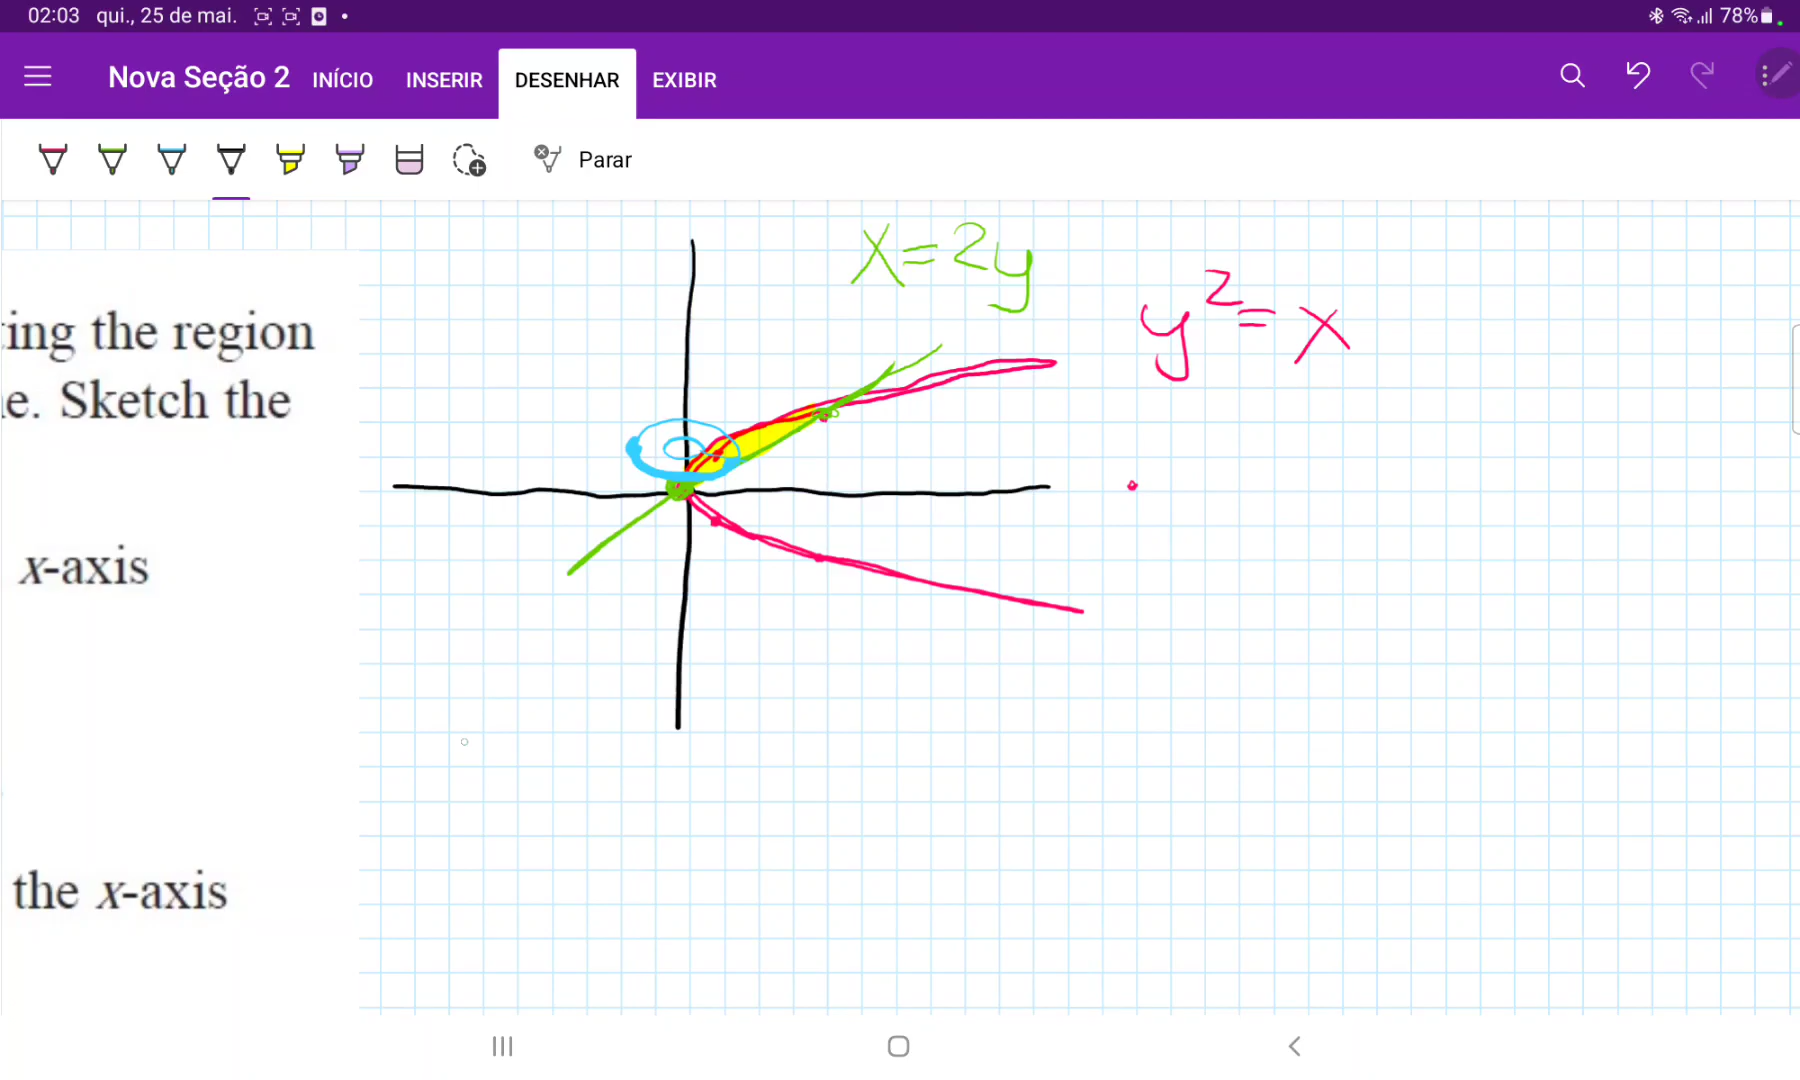 02:03 qui., 25 de mai. 78%
Nova Seção 2 INÍCIO INSERIR DESENHAR EXIBIR
Parar
x=2y
y²=x
ing the region
e. Sketch the
x-axis
the x-axis